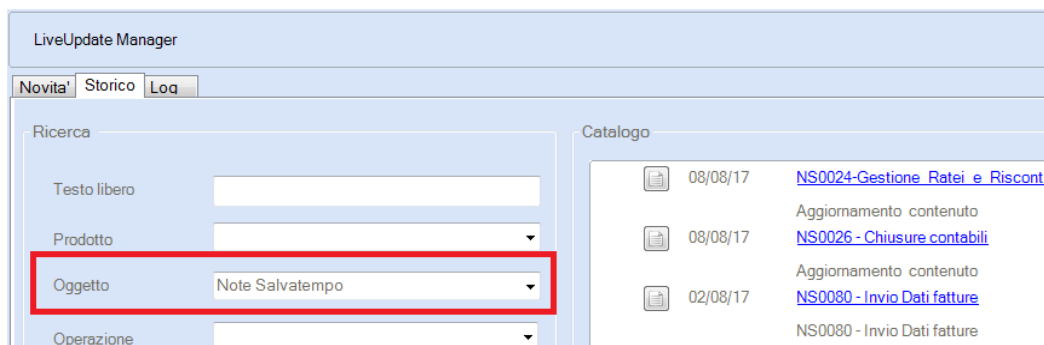 LiveUpdate Manager
Novita' Storico Log
Ricerca
Testo libero
Prodotto
Oggetto Note Salvatempo
Operazione
Catalogo
08/08/17 NS0024-Gestione Ratei e Riscont
Aggiornamento contenuto
08/08/17 NS0026 - Chiusure contabili
Aggiornamento contenuto
02/08/17 NS0080 - Invio Dati fatture
NS0080 - Invio Dati fatture